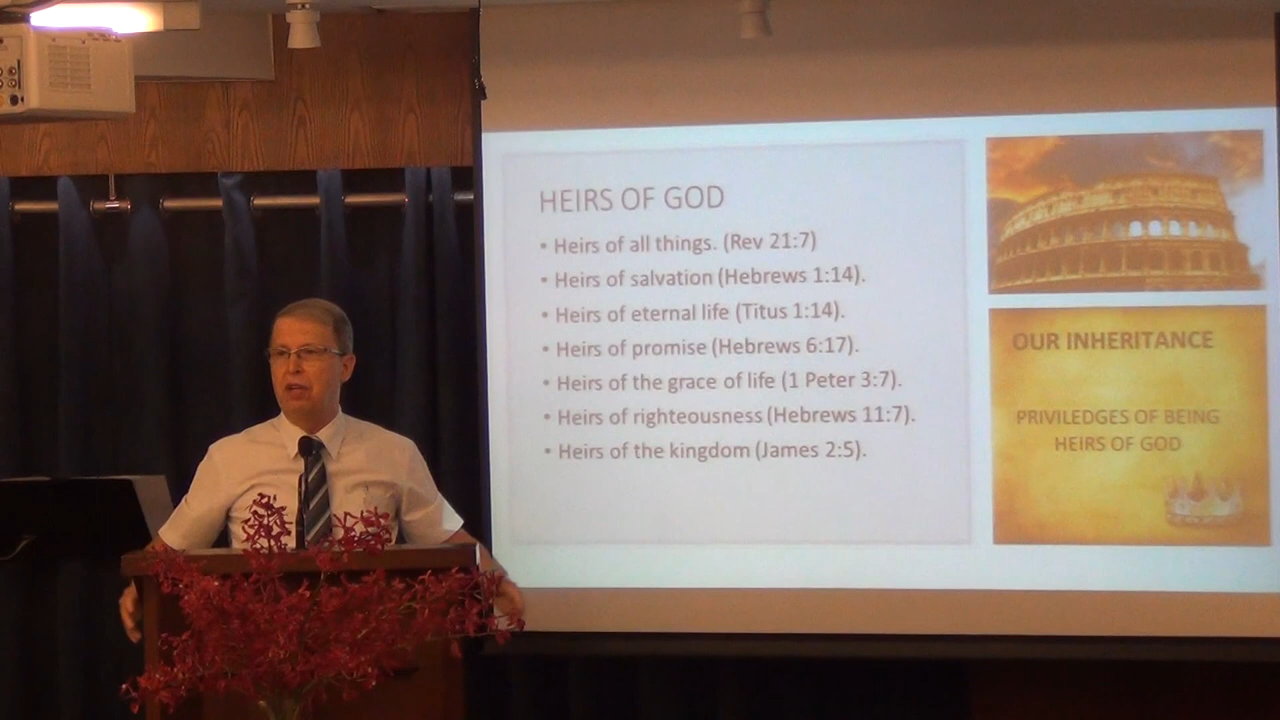 HEIRS OF GOD
• Heirs of all things. (Rev 21:7)
• Heirs of salvation (Hebrews 1:14).
• Heirs of eternal life (Titus 1:14).
• Heirs of promise (Hebrews 6:17).
• Heirs of the grace of life (1 Peter 3:7).
• Heirs of righteousness (Hebrews 11:7).
• Heirs of the kingdom (James 2:5).
OUR INHERITANCE
PRIVILEDGES OF BEING
HEIRS OF GOD